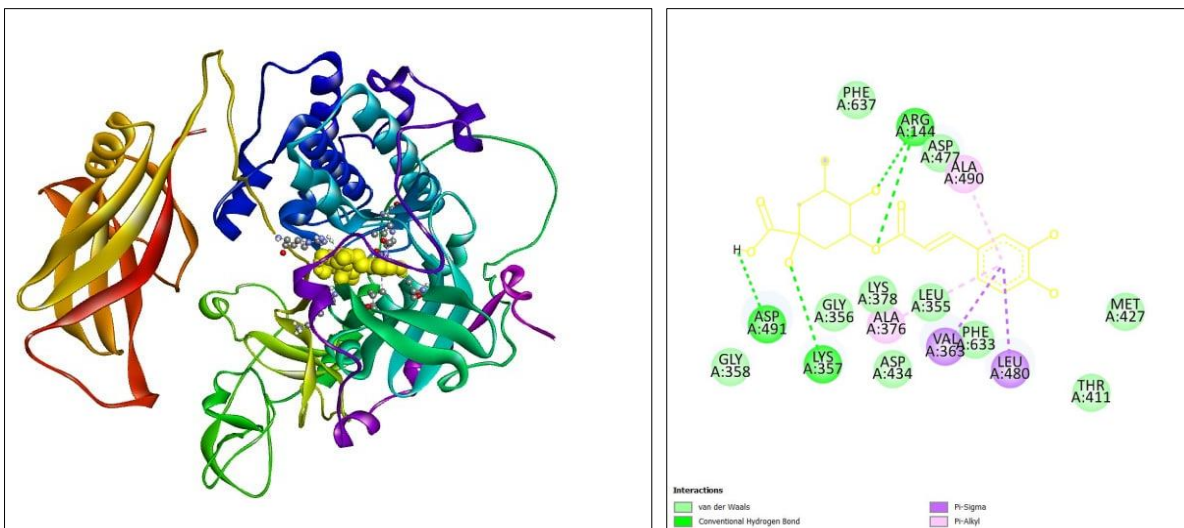 PHE
A:637
ARG
A:144
ASP
A:477
ALA
A:490
H
LYS
A:378
LEU
A:355
GLY
A:356
ALA
A:376
MET
A:427
ASP
A:491
VAL
A:363
PHE
A:633
GLY
A:358
LYS
A:357
ASP
A:434
LEU
A:480
THR
A:411
Interactions
van der Waals
Conventional Hydrogen Bond
Pi-Sigma
Pi-Alkyl